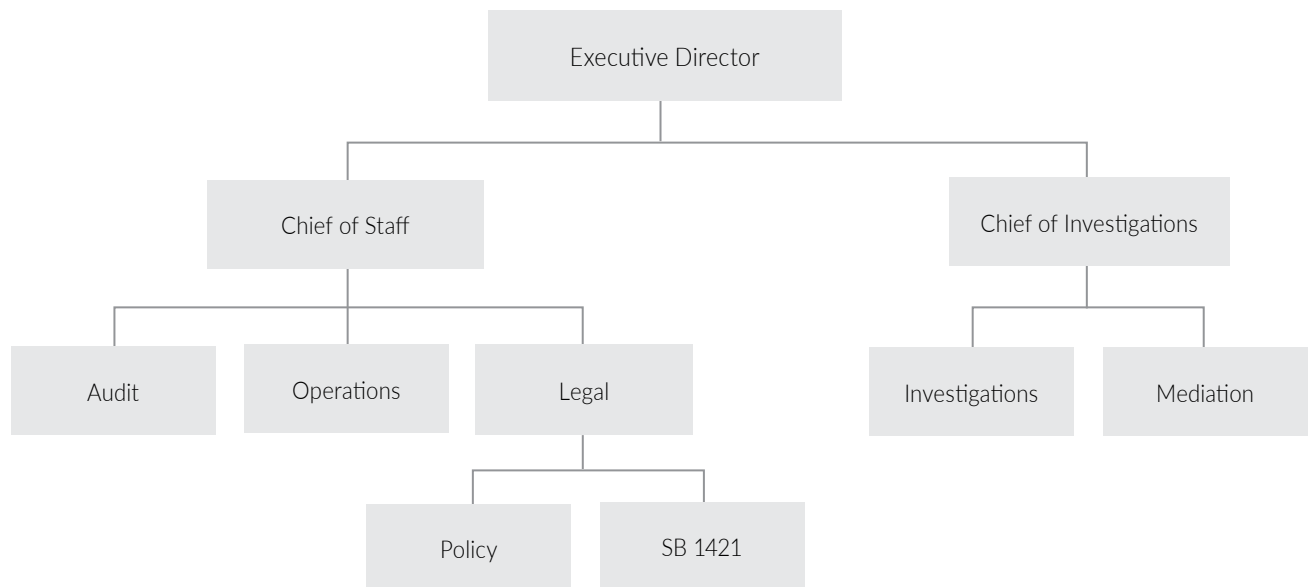 Executive Director
Chief of Staff
Chief of Investigations
Audit
Operations
Legal
Investigations
Mediation
Policy
SB 1421